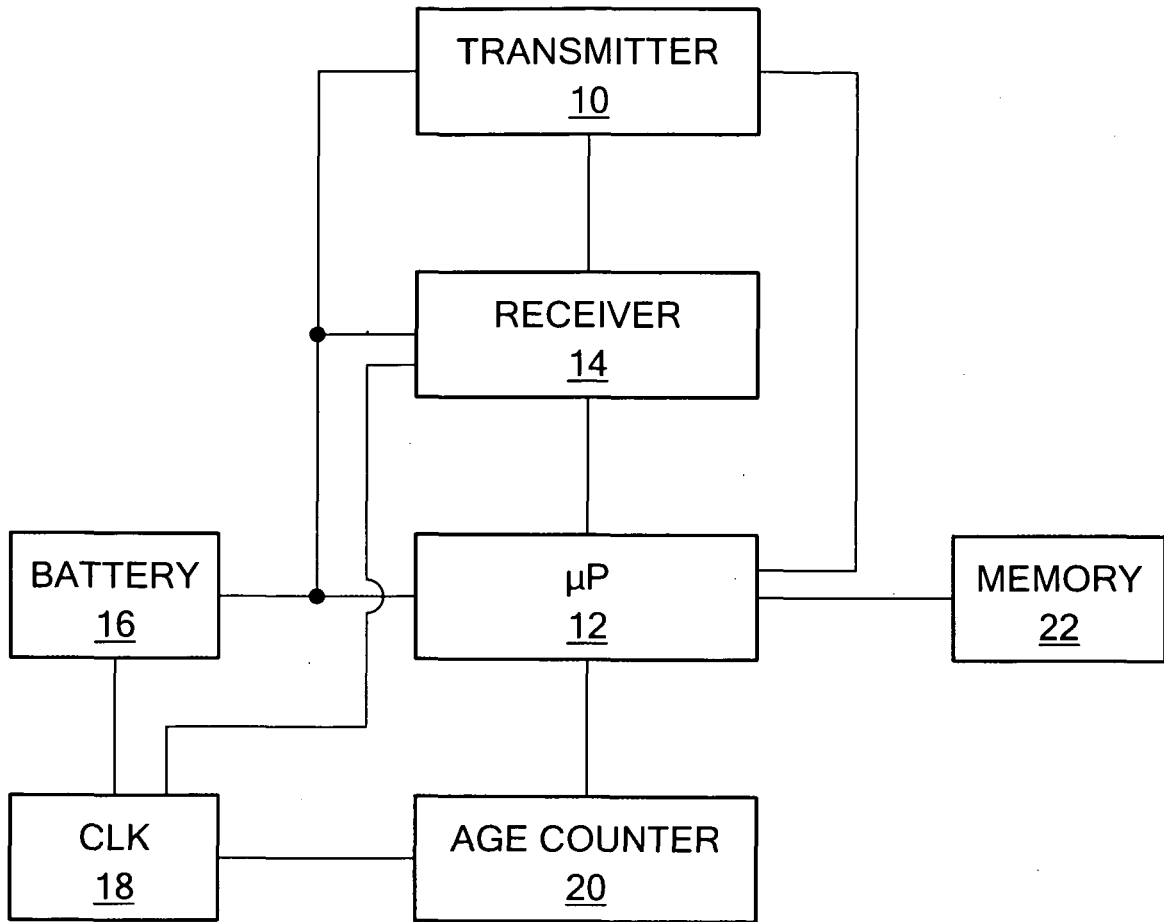 TRANSMITTER
10
RECEIVER
14
BATTERY
16
µP
12
MEMORY
22
CLK
18
AGE COUNTER
20